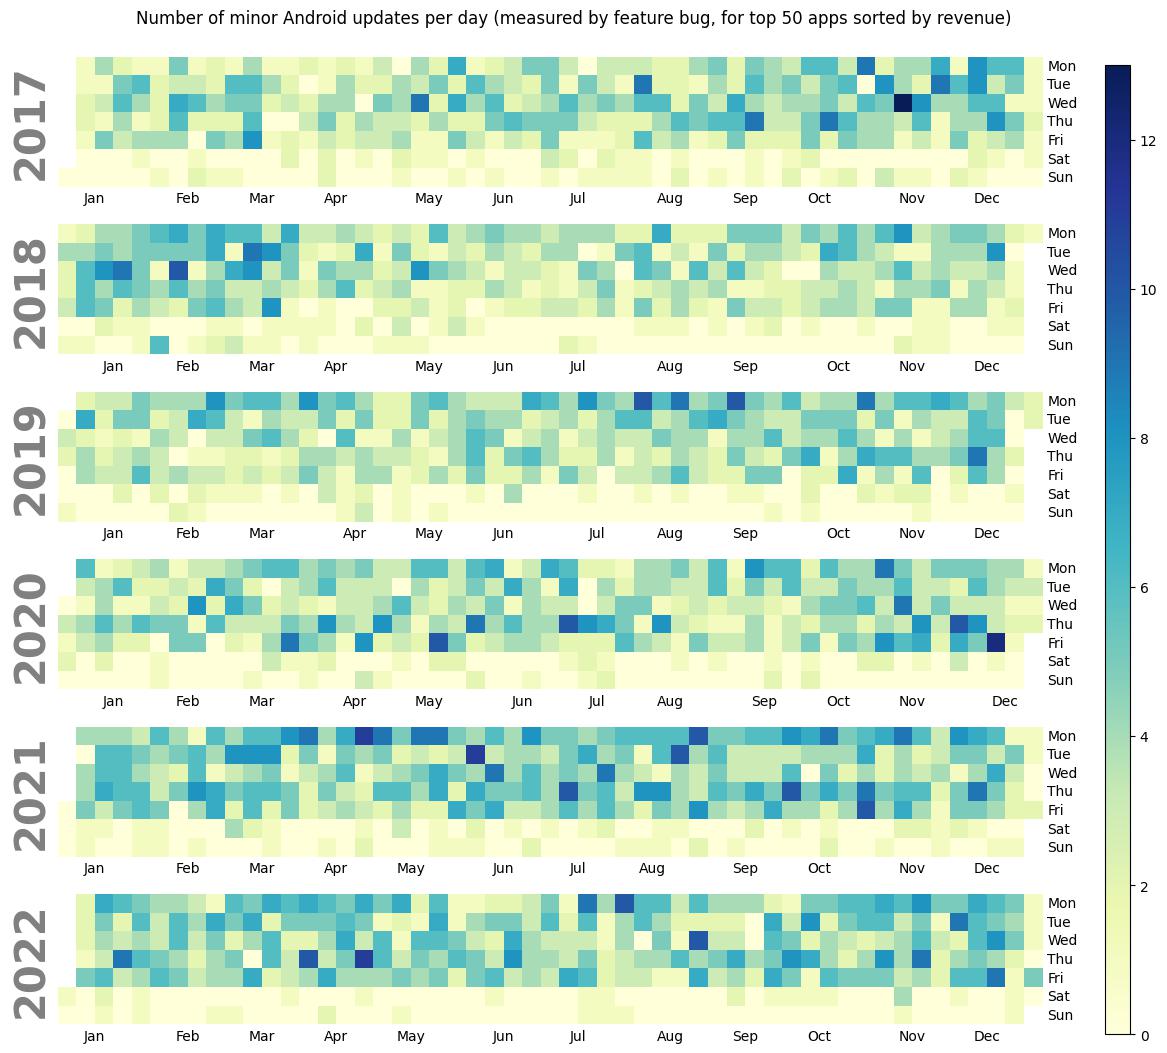 Number of minor Android updates per day (measured by feature bug, for top 50 apps sorted by revenue)
2017
Mon
Tue
Wed
Thu
Fri
Sat
Sun
Jan Feb Mar Apr May Jun Jul Aug Sep Oct Nov Dec
2018
Mon
Tue
Wed
Thu
Fri
Sat
Sun
Jan Feb Mar Apr May Jun Jul Aug Sep Oct Nov Dec
2019
Mon
Tue
Wed
Thu
Fri
Sat
Sun
Jan Feb Mar Apr May Jun Jul Aug Sep Oct Nov Dec
2020
Mon
Tue
Wed
Thu
Fri
Sat
Sun
Jan Feb Mar Apr May Jun Jul Aug Sep Oct Nov Dec
2021
Mon
Tue
Wed
Thu
Fri
Sat
Sun
Jan Feb Mar Apr May Jun Jul Aug Sep Oct Nov Dec
2022
Mon
Tue
Wed
Thu
Fri
Sat
Sun
Jan Feb Mar Apr May Jun Jul Aug Sep Oct Nov Dec
12
10
8
6
4
2
0